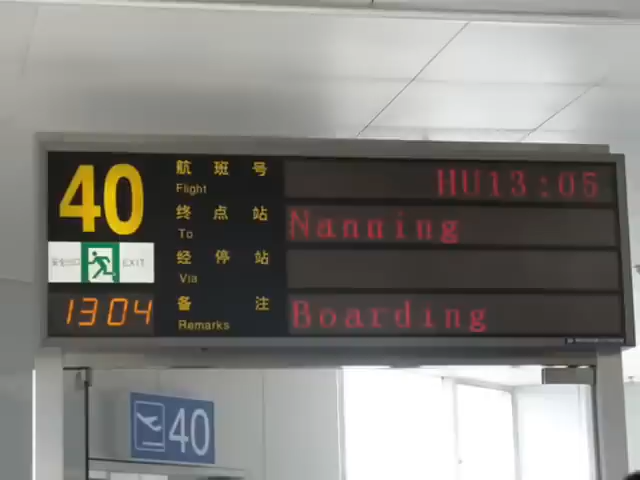 40
航班号
Flight
HU13:05
终点站
To
Nanning
EXIT
经停站
Via
1304
备注
Remarks
Boarding
40